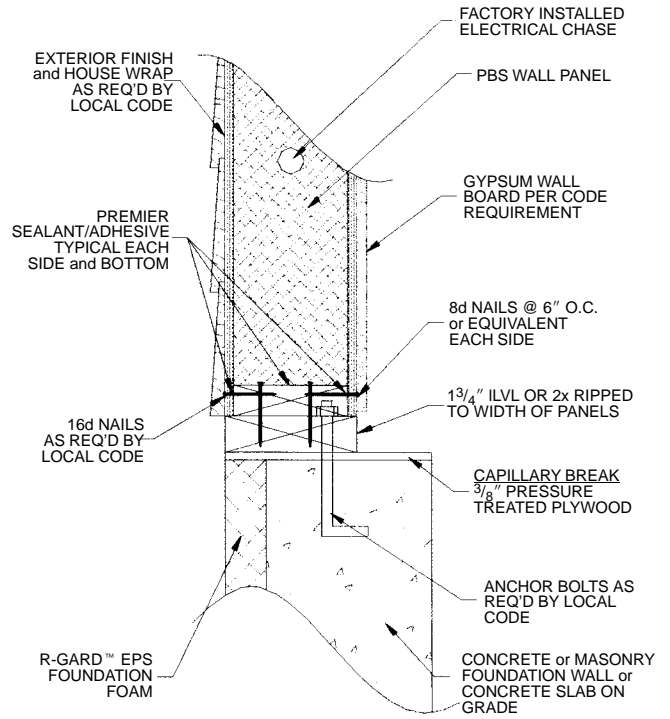 FACTORY INSTALLED
ELECTRICAL CHASE
EXTERIOR FINISH
and HOUSE WRAP
AS REQ'D BY
LOCAL CODE
PBS WALL PANEL
GYPSUM WALL
BOARD PER CODE
REQUIREMENT
PREMIER
SEALANT/ADHESIVE
TYPICAL EACH
SIDE and BOTTOM
8d NAILS @ 6" O.C.
or EQUIVALENT
EACH SIDE
1 3/4" ILVL OR 2x RIPPED
TO WIDTH OF PANELS
16d NAILS
AS REQ'D BY
LOCAL CODE
CAPILLARY BREAK
3/8" PRESSURE
TREATED PLYWOOD
ANCHOR BOLTS AS
REQ'D BY LOCAL
CODE
R-GARD™ EPS
FOUNDATION
FOAM
CONCRETE or MASONRY
FOUNDATION WALL or
CONCRETE SLAB ON
GRADE